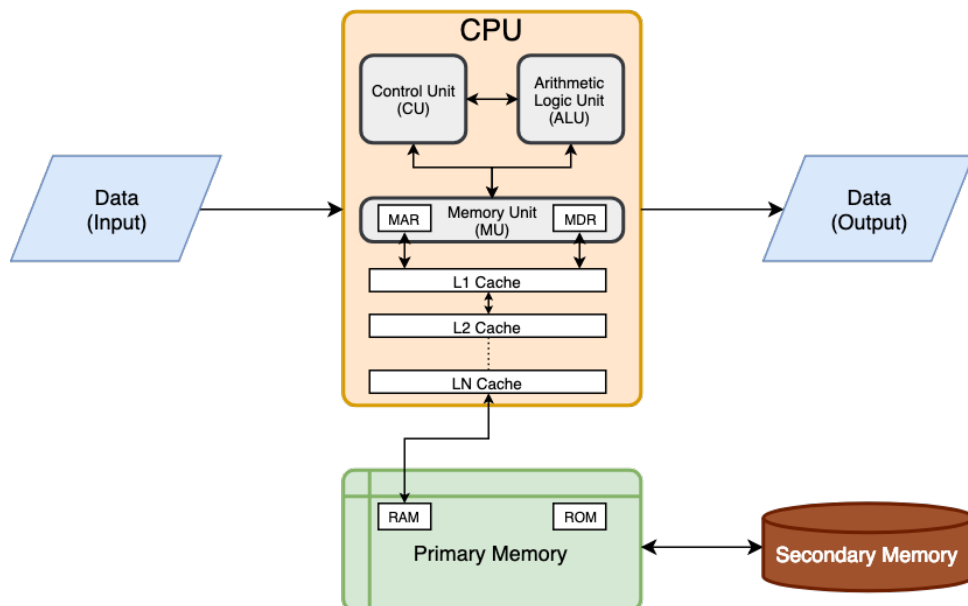 CPU
Control Unit
(CU)
Arithmetic
Logic Unit
(ALU)
Data
(Input)
MAR
Memory Unit
(MU)
MDR
Data
(Output)
L1 Cache
L2 Cache
LN Cache
RAM
ROM
Primary Memory
Secondary Memory